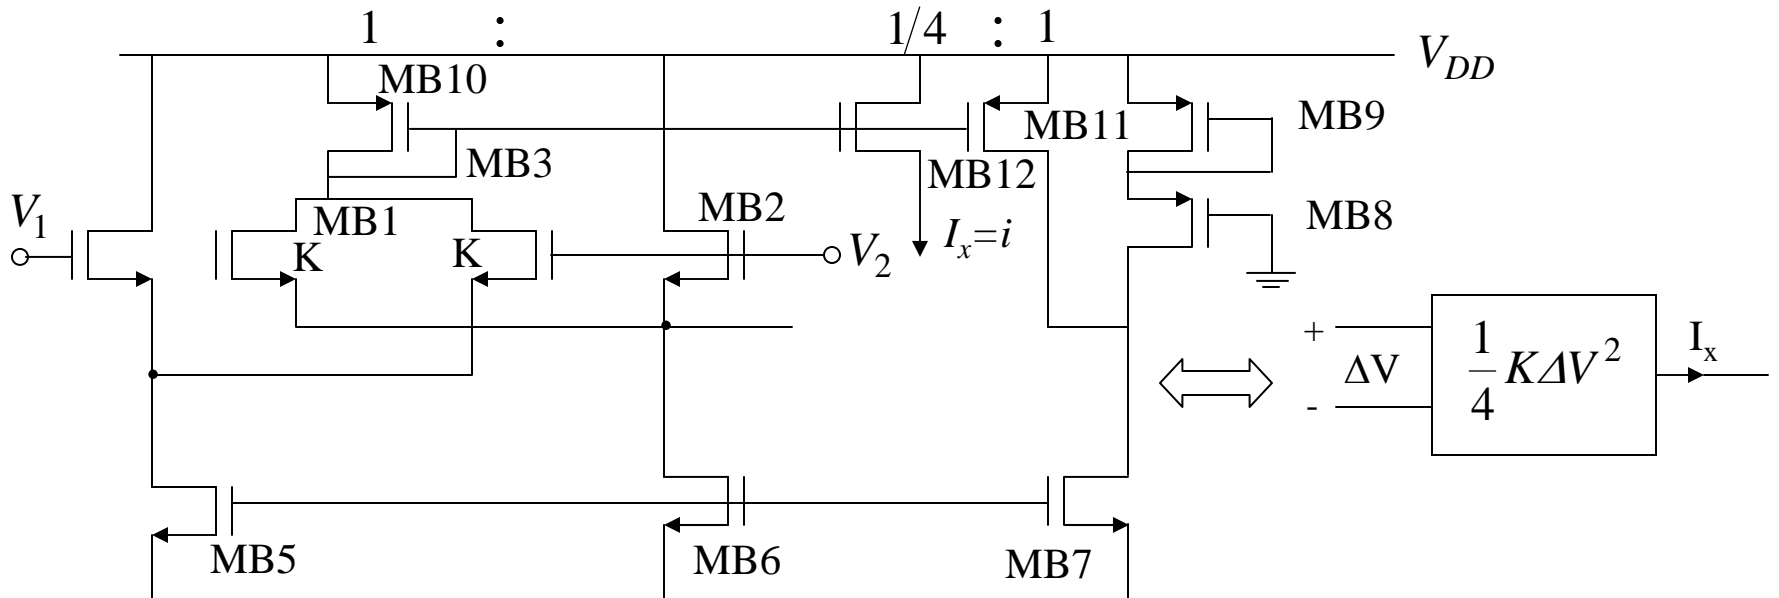 1 : 1/4 : 1
V_DD
MB10
MB11
MB9
MB3
MB12
MB8
V_1
MB1
MB2
K
K
V_2
I_x=i
+
ΔV
-
\frac{1}{4} KΔV^2
I_x
MB5
MB6
MB7